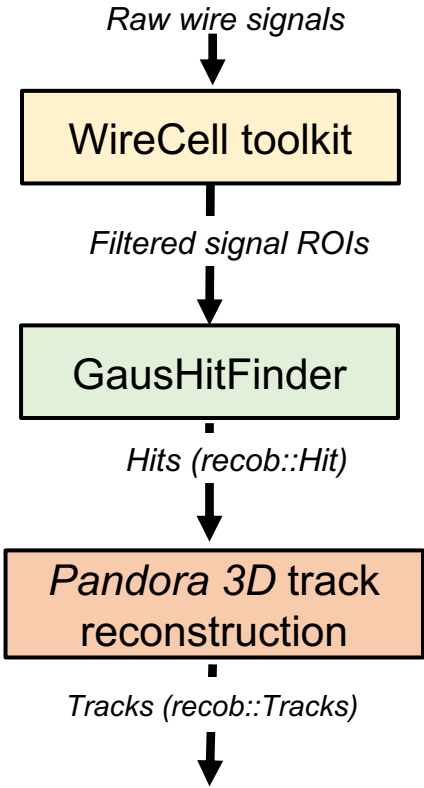 Raw wire signals
WireCell toolkit
Filtered signal ROIs
GausHitFinder
Hits (recob::Hit)
Pandora 3D track
reconstruction
Tracks (recob::Tracks)